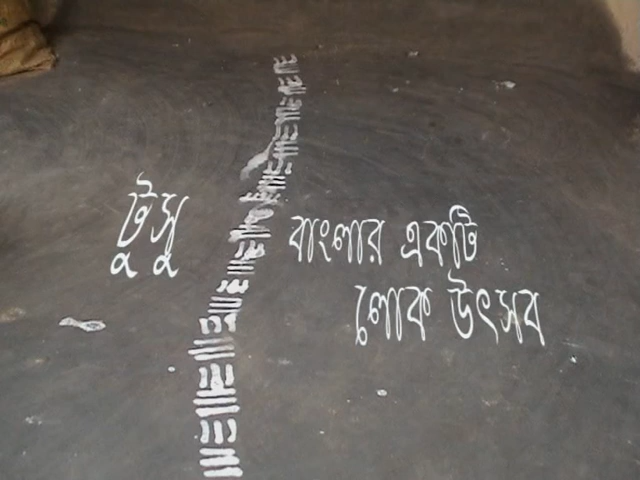 টুসু
বাংলার একটি
লোক উৎসব